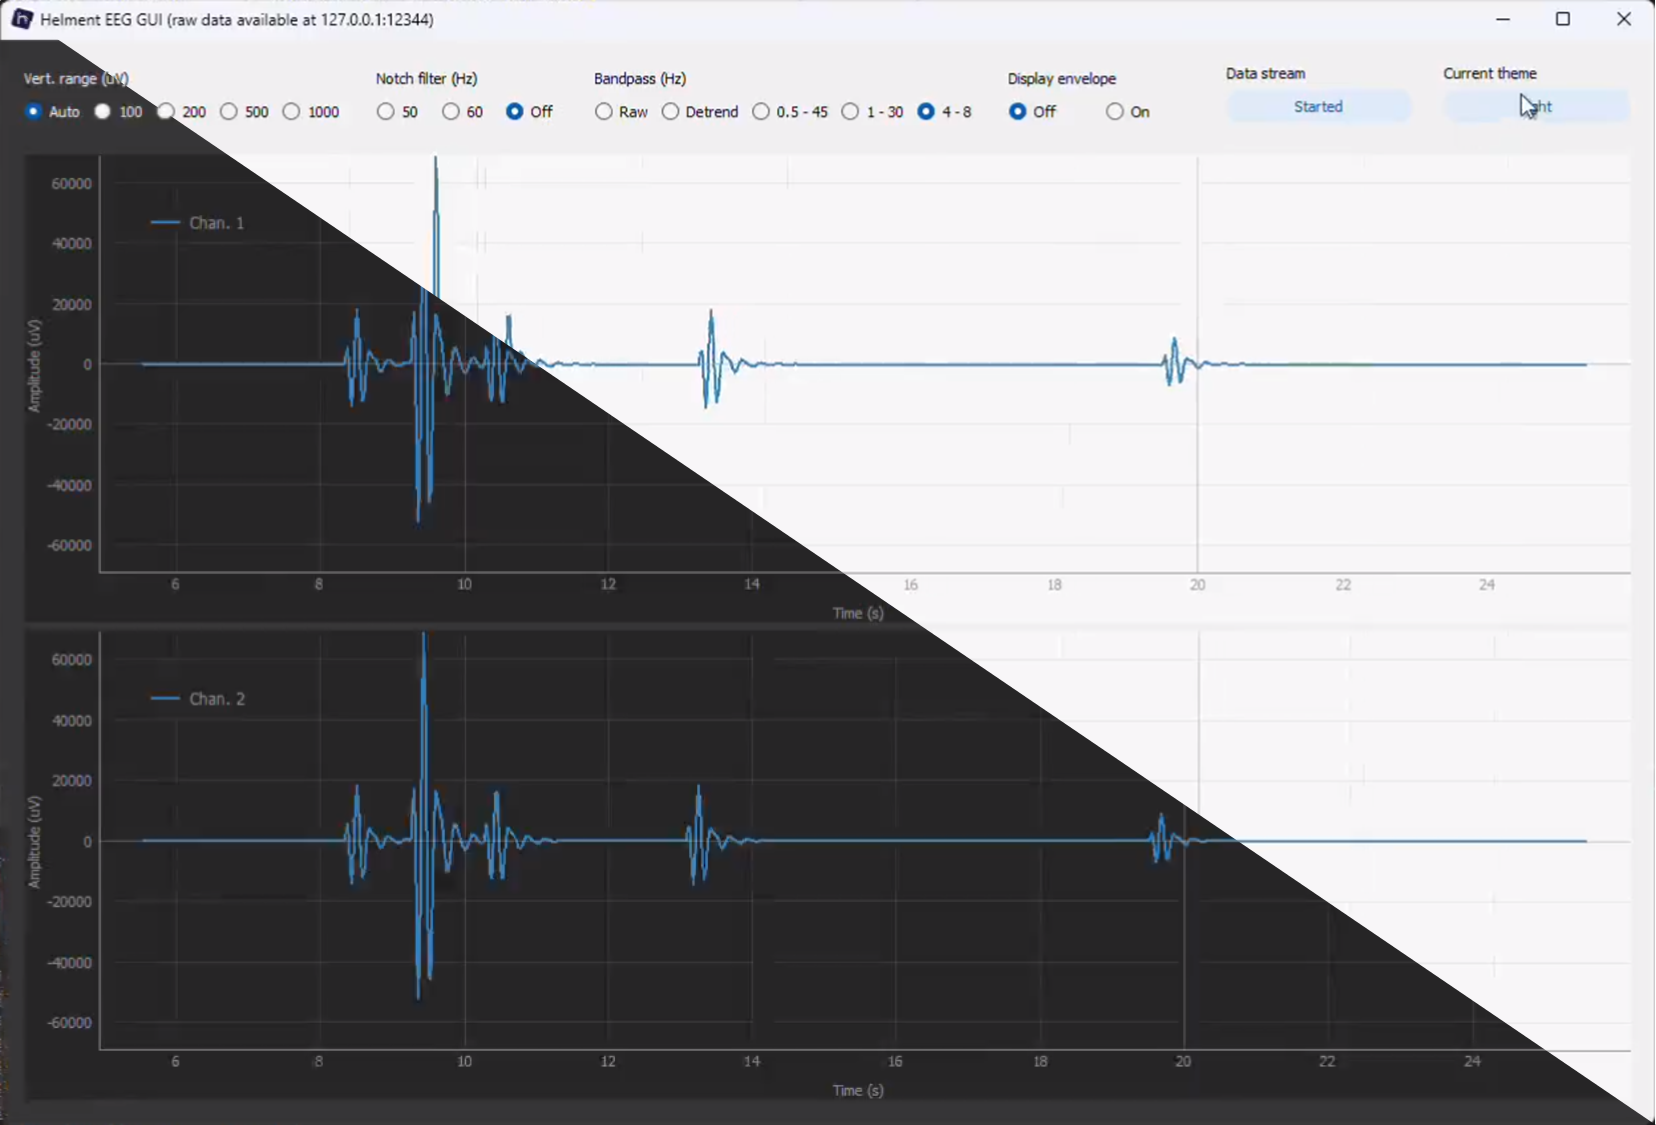 Helment EEG GUI (raw data available at 127.0.0.1:12344)
Vert. range (uV) Notch filter (Hz) Bandpass (Hz) Display envelope Data stream Current theme
Auto 100 200 500 1000 50 60 Off Raw Detrend 0.5 - 45 1 - 30 4 - 8 Off On Started
60000
Chan. 1
40000
20000
Amplitude (uV)
0
-20000
-40000
-60000
6 8 10 12 14 16 18 20 22 24
Time (s)
60000
Chan. 2
40000
20000
Amplitude (uV)
0
-20000
-40000
-60000
6 8 10 12 14 16 18 20 22 24
Time (s)